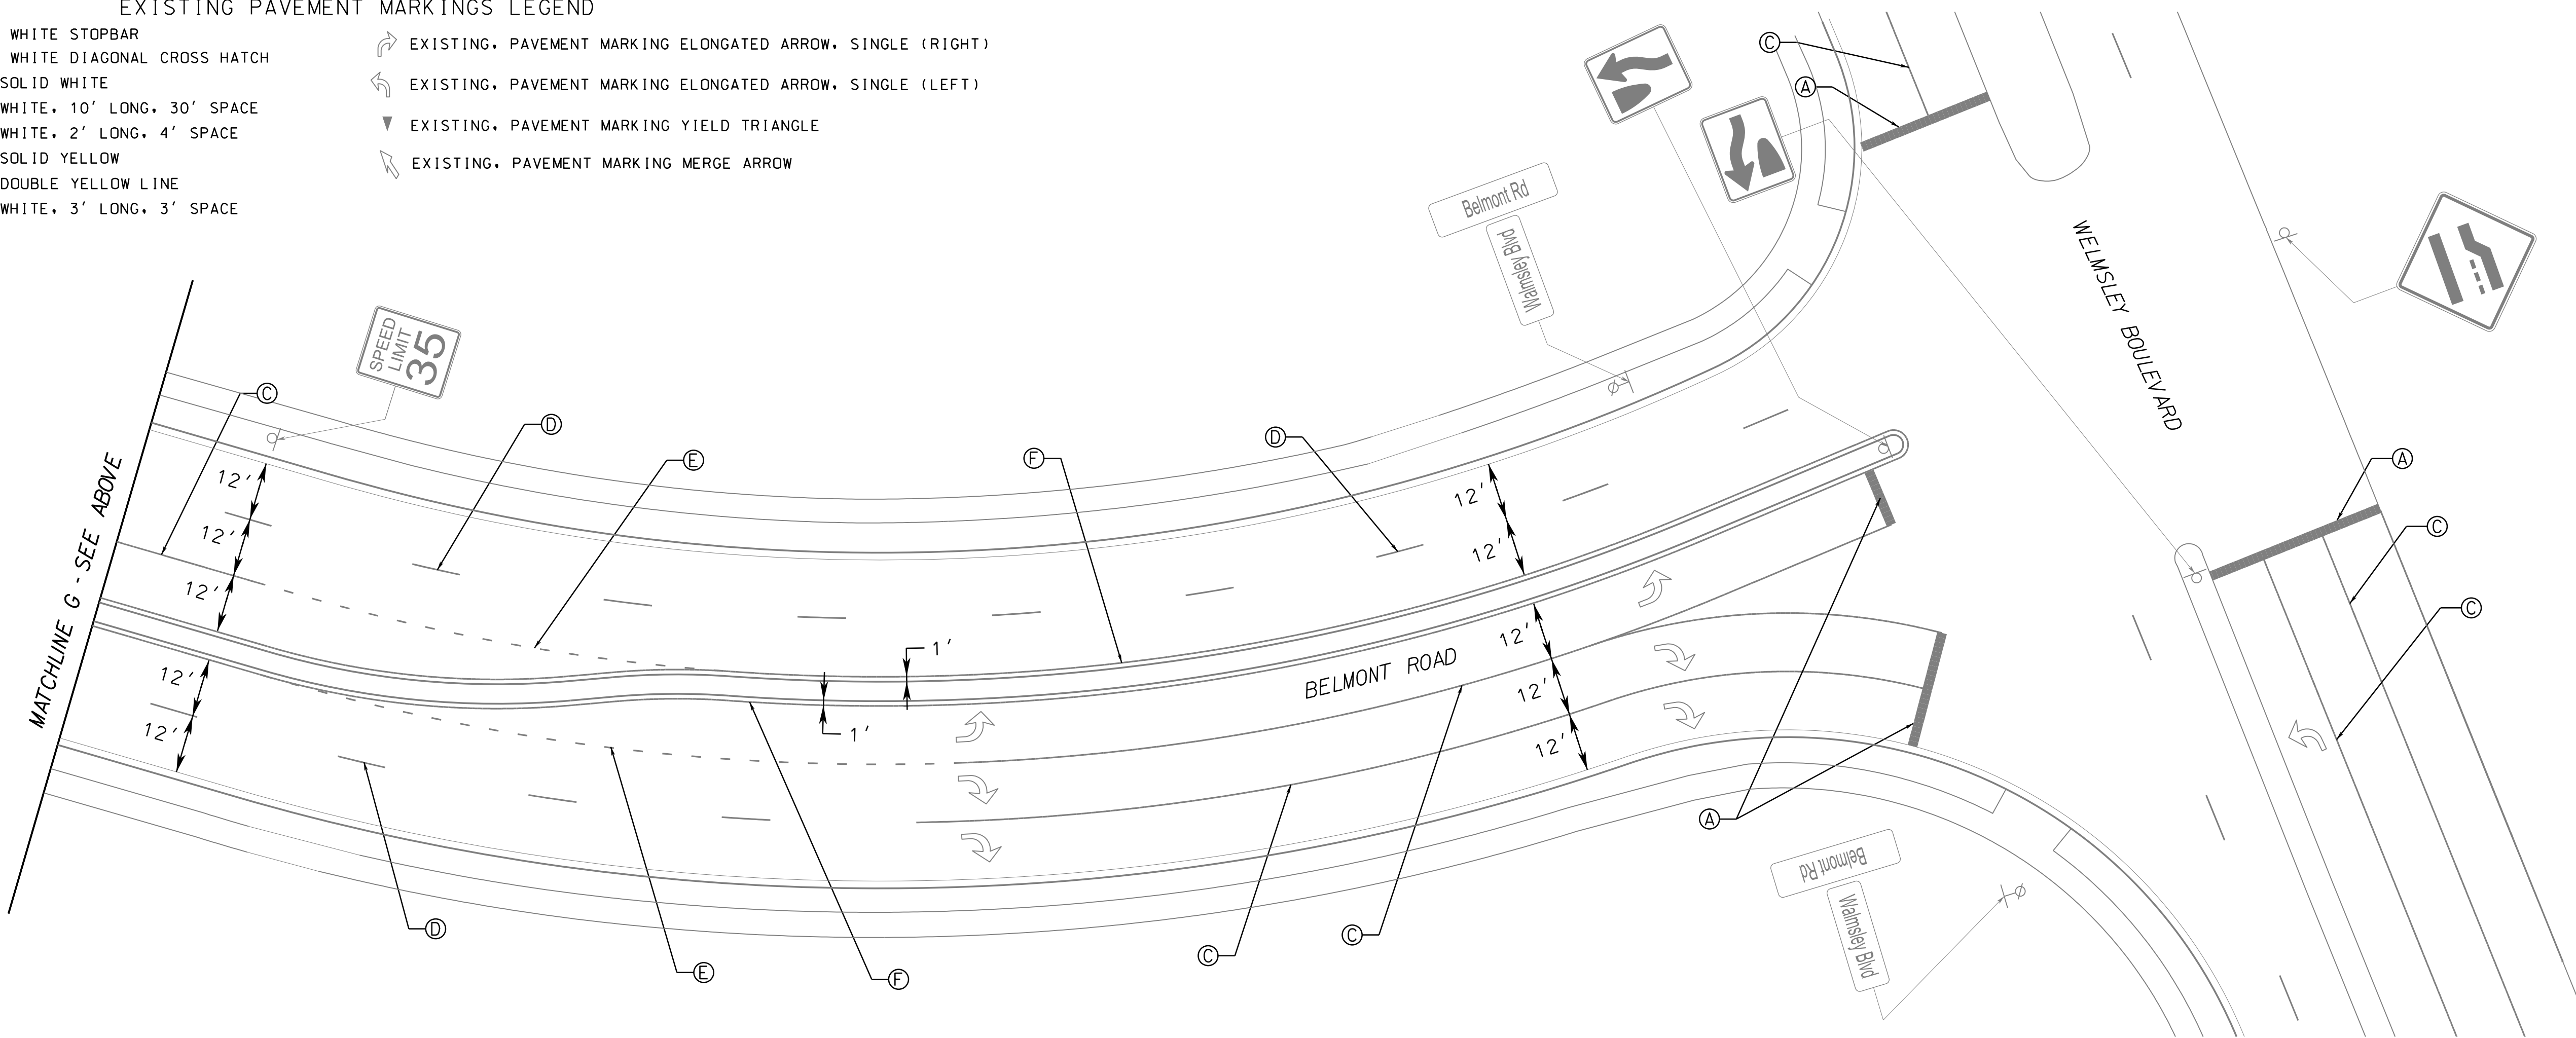 EXISTING PAVEMENT MARKINGS LEGEND
WHITE STOPBAR
WHITE DIAGONAL CROSS HATCH
SOLID WHITE
WHITE, 10' LONG, 30' SPACE
WHITE, 2' LONG, 4' SPACE
SOLID YELLOW
DOUBLE YELLOW LINE
WHITE, 3' LONG, 3' SPACE
EXISTING, PAVEMENT MARKING ELONGATED ARROW, SINGLE (RIGHT)
EXISTING, PAVEMENT MARKING ELONGATED ARROW, SINGLE (LEFT)
EXISTING, PAVEMENT MARKING YIELD TRIANGLE
EXISTING, PAVEMENT MARKING MERGE ARROW
C
A
Belmont Rd
Walmsley Blvd
WELMSLEY BOULEVARD
SPEED
LIMIT
35
C
D
E
F
D
A
C
C
MATCHLINE G - SEE ABOVE
12'
12'
12'
12'
12'
12'
12'
12'
12'
12'
1'
1'
BELMONT ROAD
A
D
E
F
C
C
Belmont Rd
Walmsley Blvd